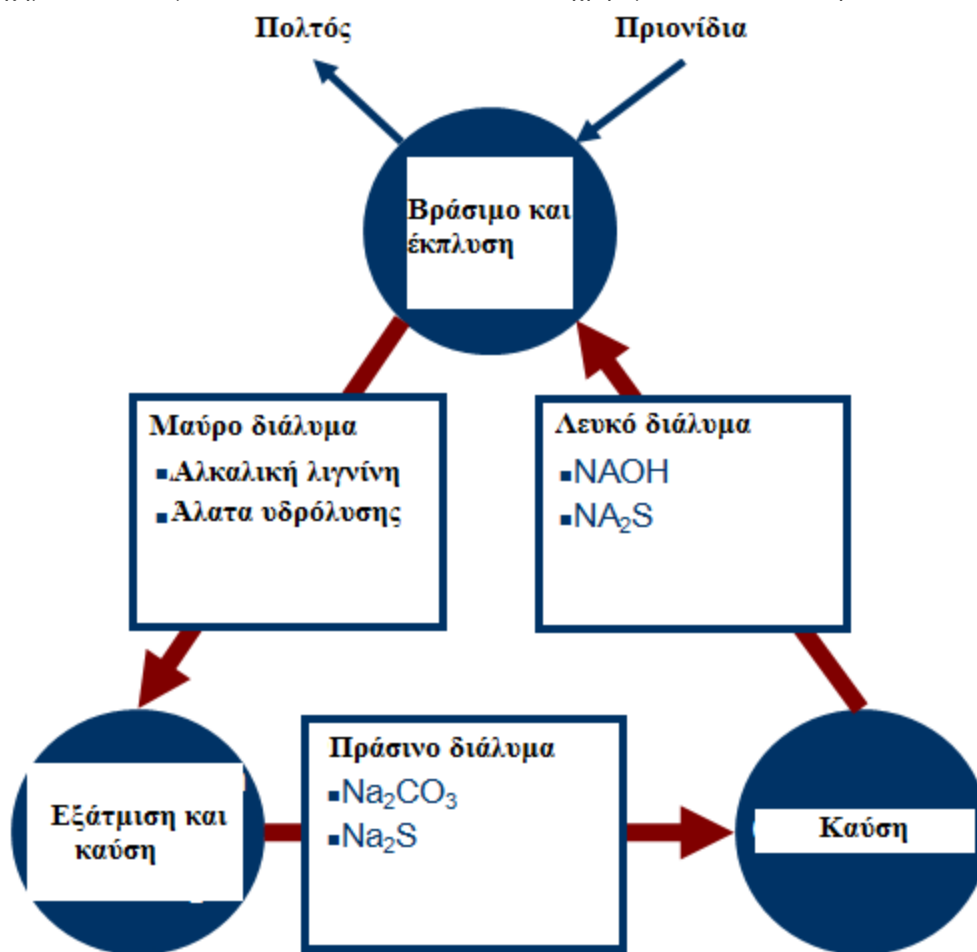 Πολτός
Πριονίδια
Βράσιμο και
έκπλυση
Μαύρο διάλυμα
▪Αλκαλική λιγνίνη
▪Άλατα υδρόλυσης
Λευκό διάλυμα
▪NAOH
▪NA₂S
Πράσινο διάλυμα
▪Na₂CO₃
▪Na₂S
Εξάτμιση και
καύση
Καύση